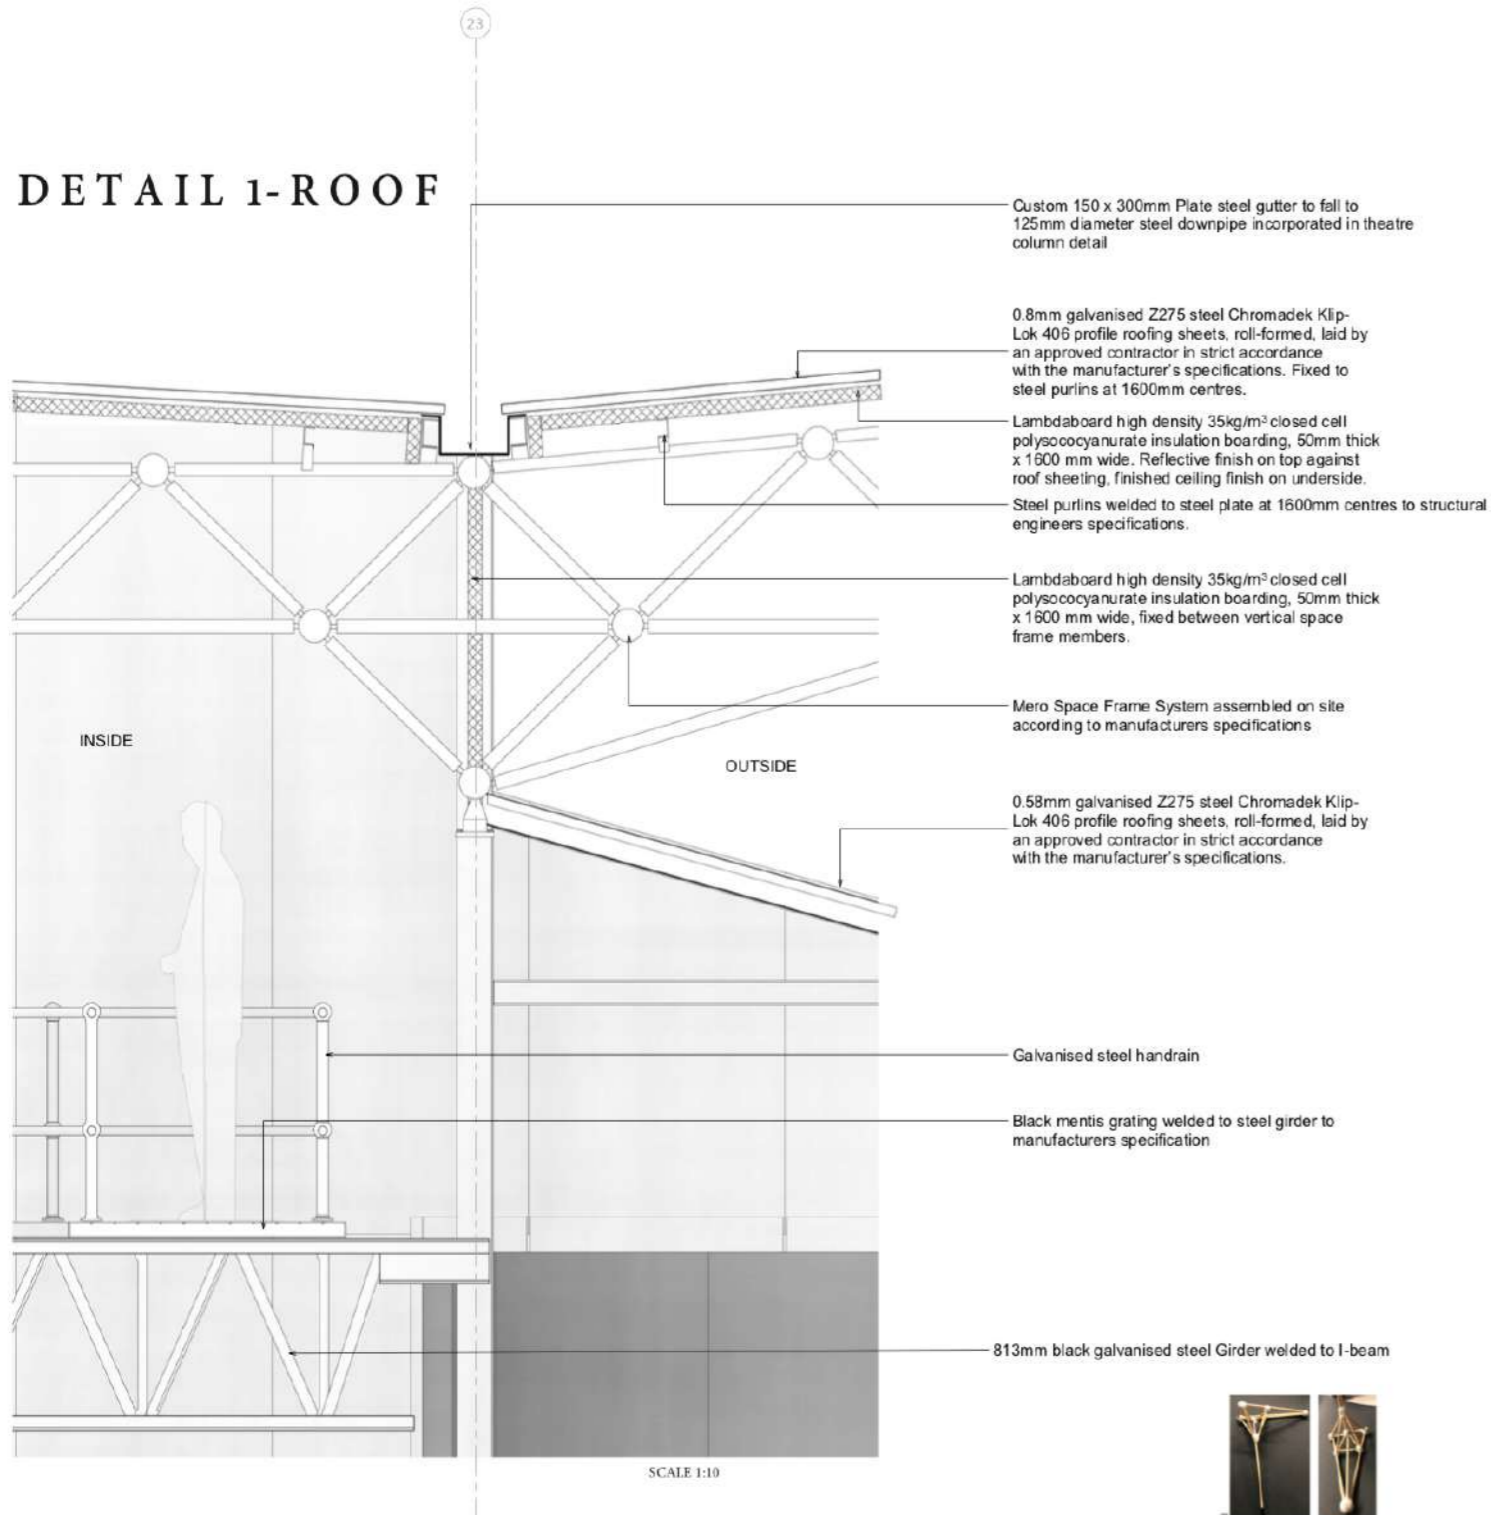 23
DETAIL 1-ROOF
Custom 150 x 300mm Plate steel gutter to fall to
125mm diameter steel downpipe incorporated in theatre
column detail
0.8mm galvanised Z275 steel Chromadek Klip-
Lok 406 profile roofing sheets, roll-formed, laid by
an approved contractor in strict accordance
with the manufacturer's specifications. Fixed to
steel purlins at 1600mm centres.
Lambdaboard high density 35kg/m³ closed cell
polysococyanurate insulation boarding, 50mm thick
x 1600 mm wide. Reflective finish on top against
roof sheeting, finished ceiling finish on underside.
Steel purlins welded to steel plate at 1600mm centres to structural
engineers specifications.
Lambdaboard high density 35kg/m³ closed cell
polysococyanurate insulation boarding, 50mm thick
x 1600 mm wide, fixed between vertical space
frame members.
Mero Space Frame System assembled on site
according to manufacturers specifications
INSIDE
OUTSIDE
0.58mm galvanised Z275 steel Chromadek Klip-
Lok 406 profile roofing sheets, roll-formed, laid by
an approved contractor in strict accordance
with the manufacturer's specifications.
Galvanised steel handrain
Black mentis grating welded to steel girder to
manufacturers specification
813mm black galvanised steel Girder welded to I-beam
SCALE 1:10